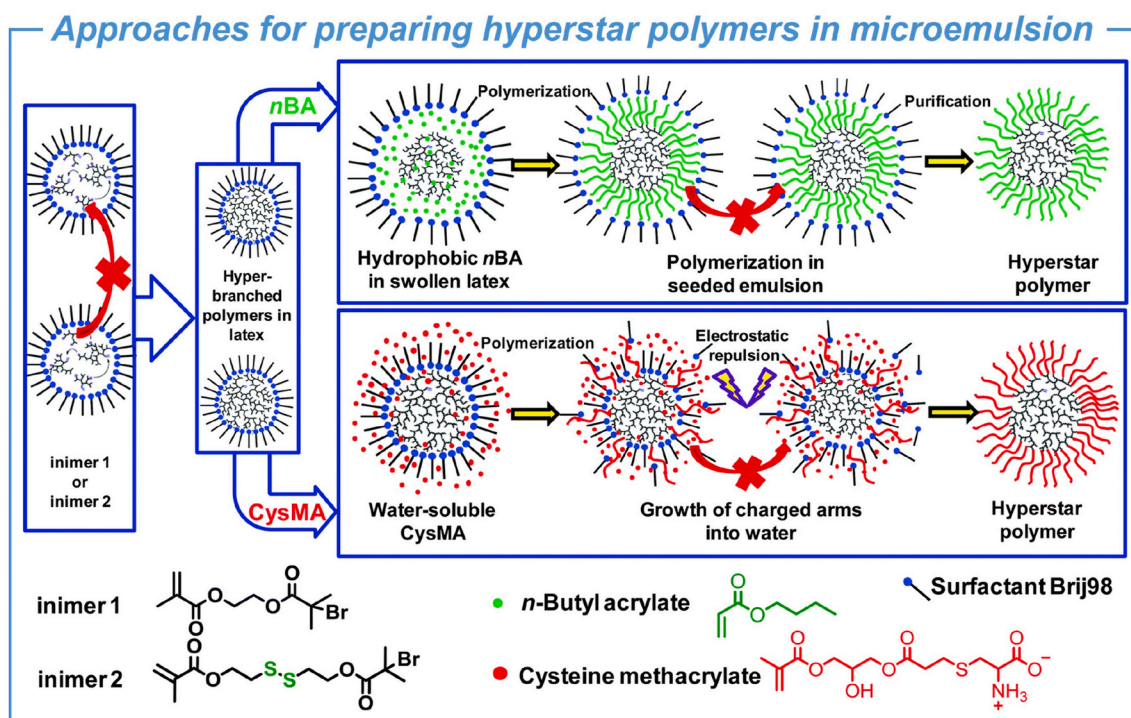 Approaches for preparing hyperstar polymers in microemulsion
inimer 1
or
inimer 2
nBA
Hyper-
branched
polymers in
latex
CysMA
Polymerization
Purification
Hydrophobic nBA
in swollen latex
Polymerization in
seeded emulsion
Hyperstar
polymer
Polymerization
Electrostatic
repulsion
Water-soluble
CysMA
Growth of charged arms
into water
Hyperstar
polymer
inimer 1
O
O
O
O
Br
n-Butyl acrylate
O
O
Surfactant Brij98
inimer 2
O
O
S
S
O
O
Br
Cysteine methacrylate
O
O
OH
O
O
S
O
O
−
NH3
+